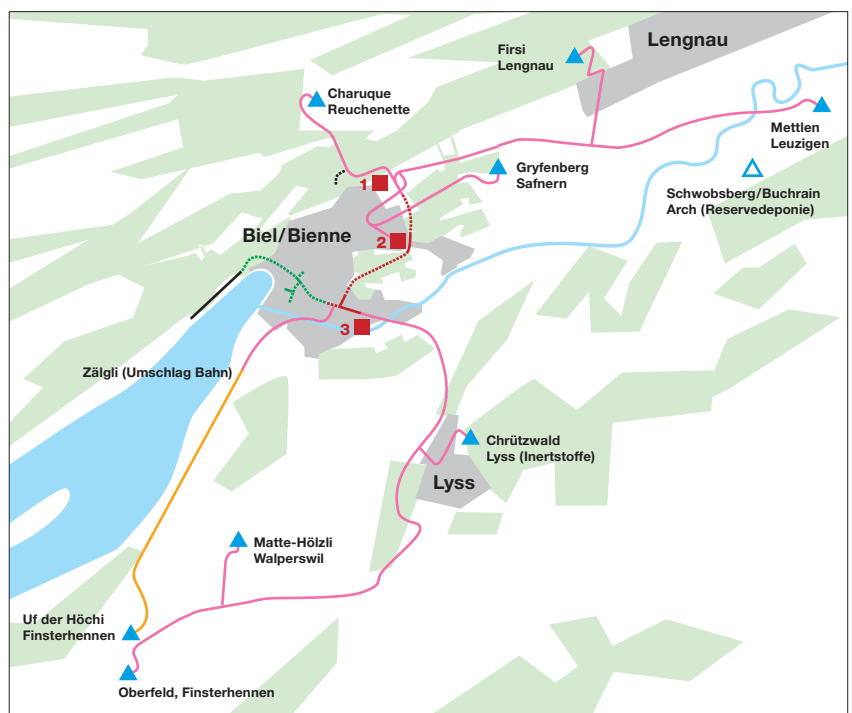 Lengnau
Firsi
Lengnau
Charuque
Reuchenette
Mettlen
Leuzigen
Gryfenberg
Safnern
1
Schwobsberg/Buchrain
Arch (Reservedeponie)
Biel/Bienne
2
3
Zälgli (Umschlag Bahn)
Chrützwald
Lyss (Inertstoffe)
Lyss
Matte-Hölzli
Walperswil
Uf der Höchi
Finsterhennen
Oberfeld, Finsterhennen